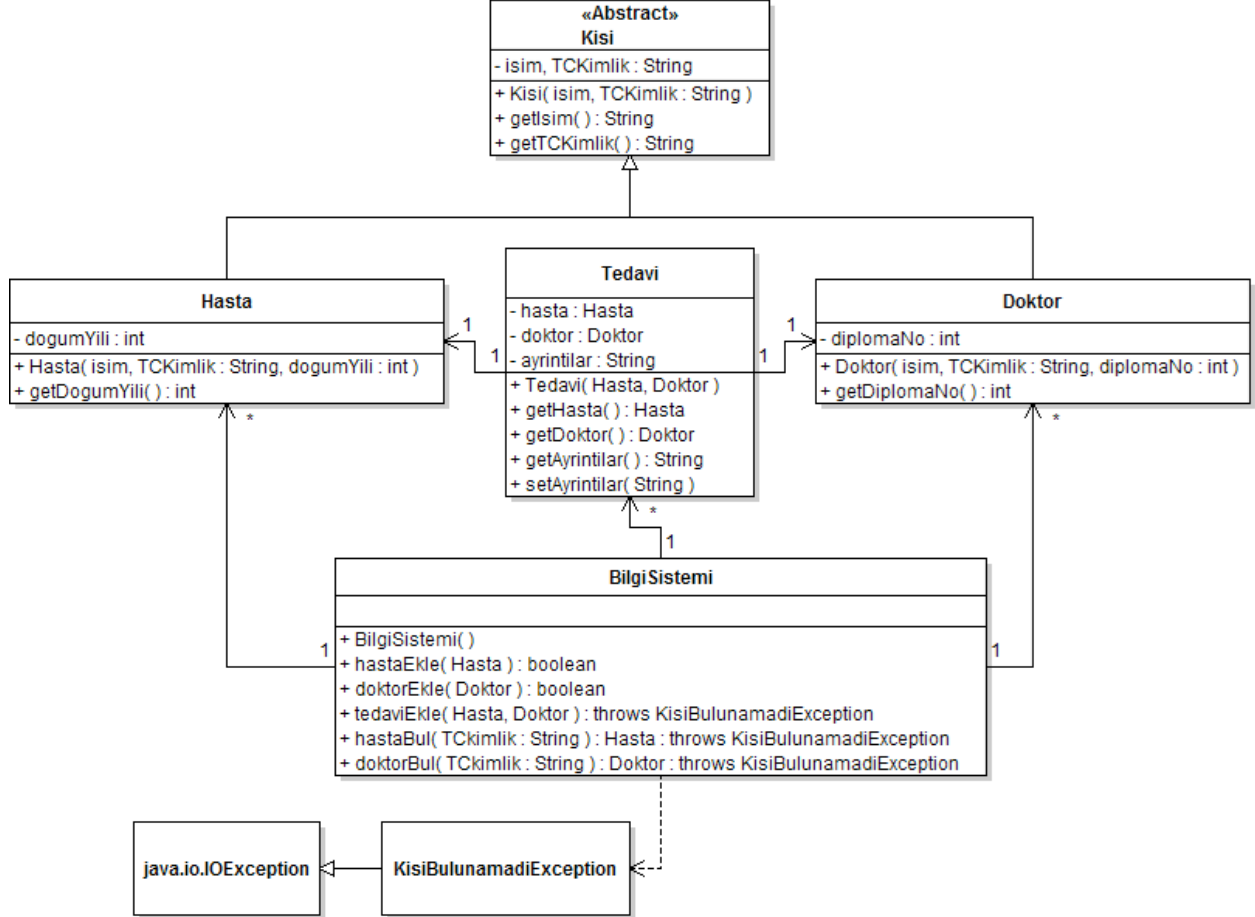 «Abstract»
Kisi
- isim, TCKimlik : String
+ Kisi( isim, TCKimlik : String )
+ getIsim( ) : String
+ getTCKimlik( ) : String
Hasta
- dogumYili : int
+ Hasta( isim, TCKimlik : String, dogumYili : int )
+ getDogumYili( ) : int
1
1
Tedavi
- hasta : Hasta
- doktor : Doktor
- ayrintilar : String
+ Tedavi( Hasta, Doktor )
+ getHasta( ) : Hasta
+ getDoktor( ) : Doktor
+ getAyrintilar( ) : String
+ setAyrintilar( String )
1
1
Doktor
- diplomaNo : int
+ Doktor( isim, TCKimlik : String, diplomaNo : int )
+ getDiplomaNo( ) : int
*
*
*
1
1
1
BilgiSistemi
+ BilgiSistemi( )
+ hastaEkle( Hasta ) : boolean
+ doktorEkle( Doktor ) : boolean
+ tedaviEkle( Hasta, Doktor ) : throws KisiBulunamadiException
+ hastaBul( TCkimlik : String ) : Hasta : throws KisiBulunamadiException
+ doktorBul( TCkimlik : String ) : Doktor : throws KisiBulunamadiException
java.io.IOException
KisiBulunamadiException